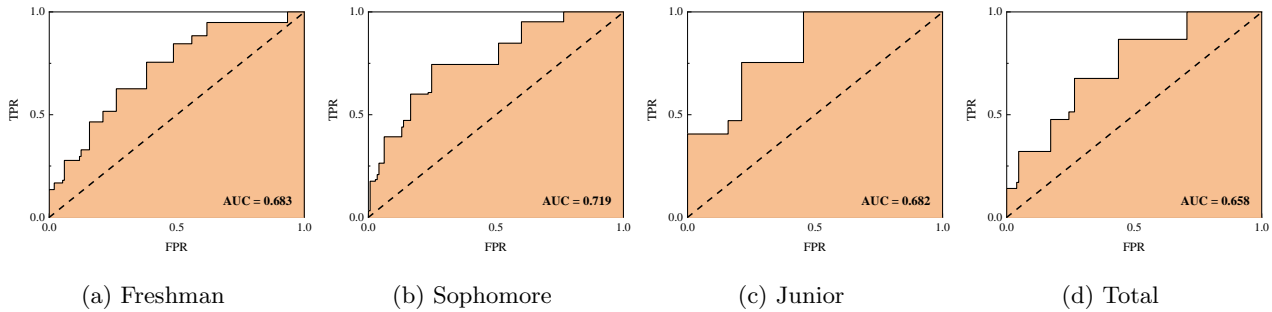 1.0
0.5
0.0
TPR
0.0 0.5 1.0
FPR
AUC = 0.683
(a) Freshman
1.0
0.5
0.0
TPR
0.0 0.5 1.0
FPR
AUC = 0.719
(b) Sophomore
1.0
0.5
0.0
TPR
0.0 0.5 1.0
FPR
AUC = 0.682
(c) Junior
1.0
0.5
0.0
TPR
0.0 0.5 1.0
FPR
AUC = 0.658
(d) Total